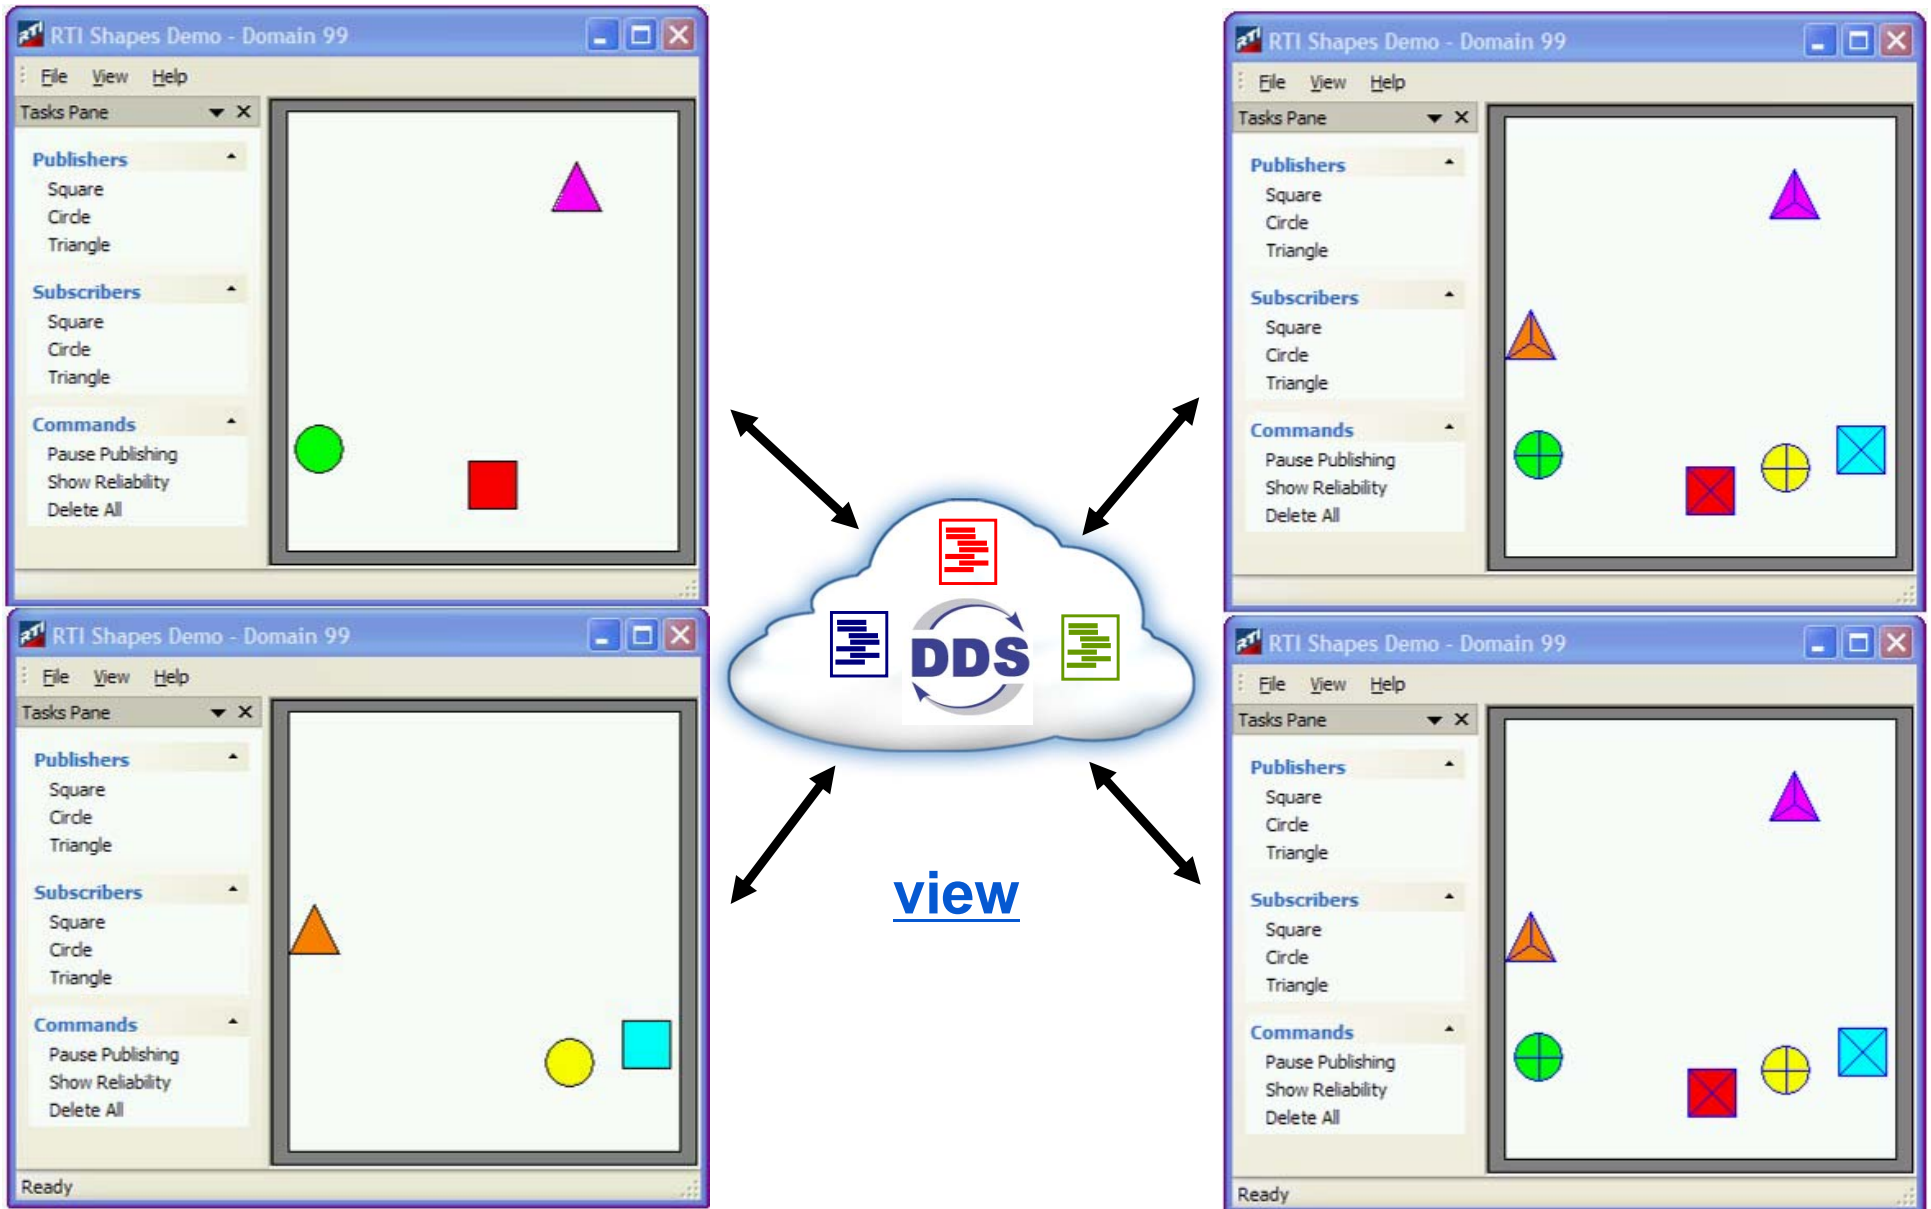 RTI Shapes Demo - Domain 99
File View Help
Tasks Pane
Publishers
Square
Circle
Triangle
Subscribers
Square
Circle
Triangle
Commands
Pause Publishing
Show Reliability
Delete All
RTI Shapes Demo - Domain 99
File View Help
Tasks Pane
Publishers
Square
Circle
Triangle
Subscribers
Square
Circle
Triangle
Commands
Pause Publishing
Show Reliability
Delete All
DDS
view
RTI Shapes Demo - Domain 99
File View Help
Tasks Pane
Publishers
Square
Circle
Triangle
Subscribers
Square
Circle
Triangle
Commands
Pause Publishing
Show Reliability
Delete All
Ready
RTI Shapes Demo - Domain 99
File View Help
Tasks Pane
Publishers
Square
Circle
Triangle
Subscribers
Square
Circle
Triangle
Commands
Pause Publishing
Show Reliability
Delete All
Ready